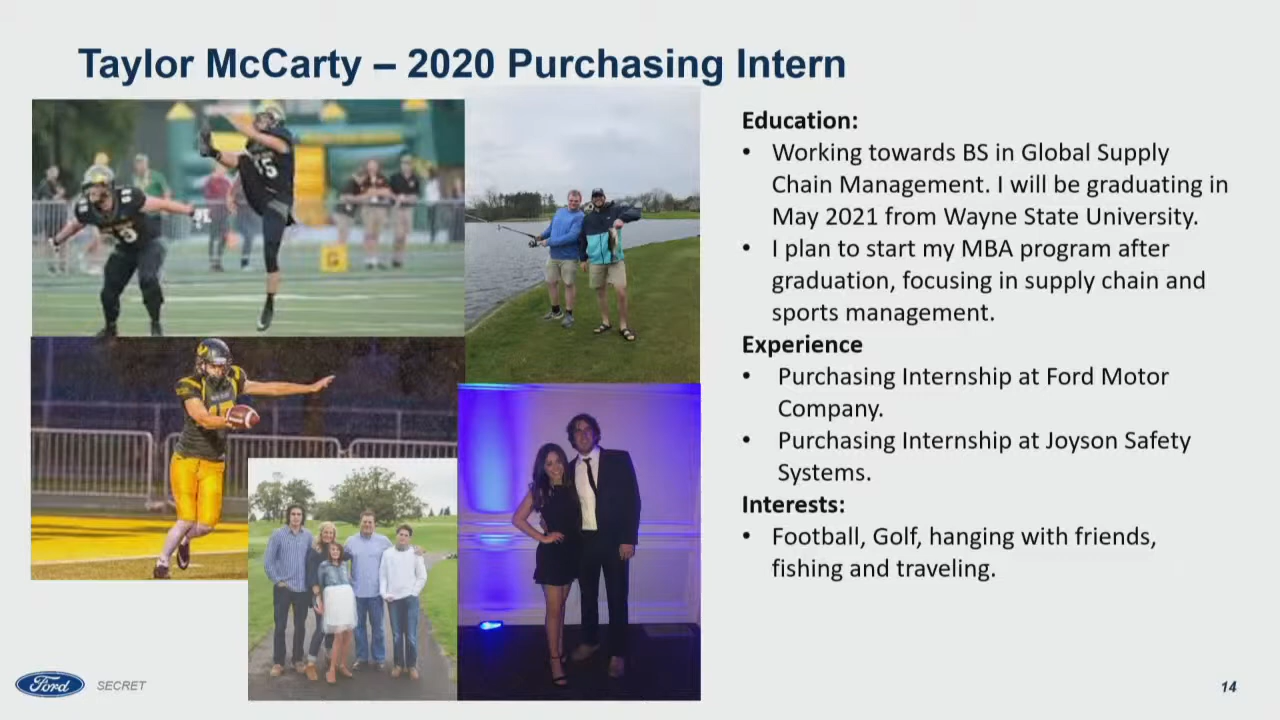 Taylor McCarty – 2020 Purchasing Intern
Education:
• Working towards BS in Global Supply
Chain Management. I will be graduating in
May 2021 from Wayne State University.
• I plan to start my MBA program after
graduation, focusing in supply chain and
sports management.
Experience
• Purchasing Internship at Ford Motor
Company.
• Purchasing Internship at Joyson Safety
Systems.
Interests:
• Football, Golf, hanging with friends,
fishing and traveling.
Ford
SECRET
14